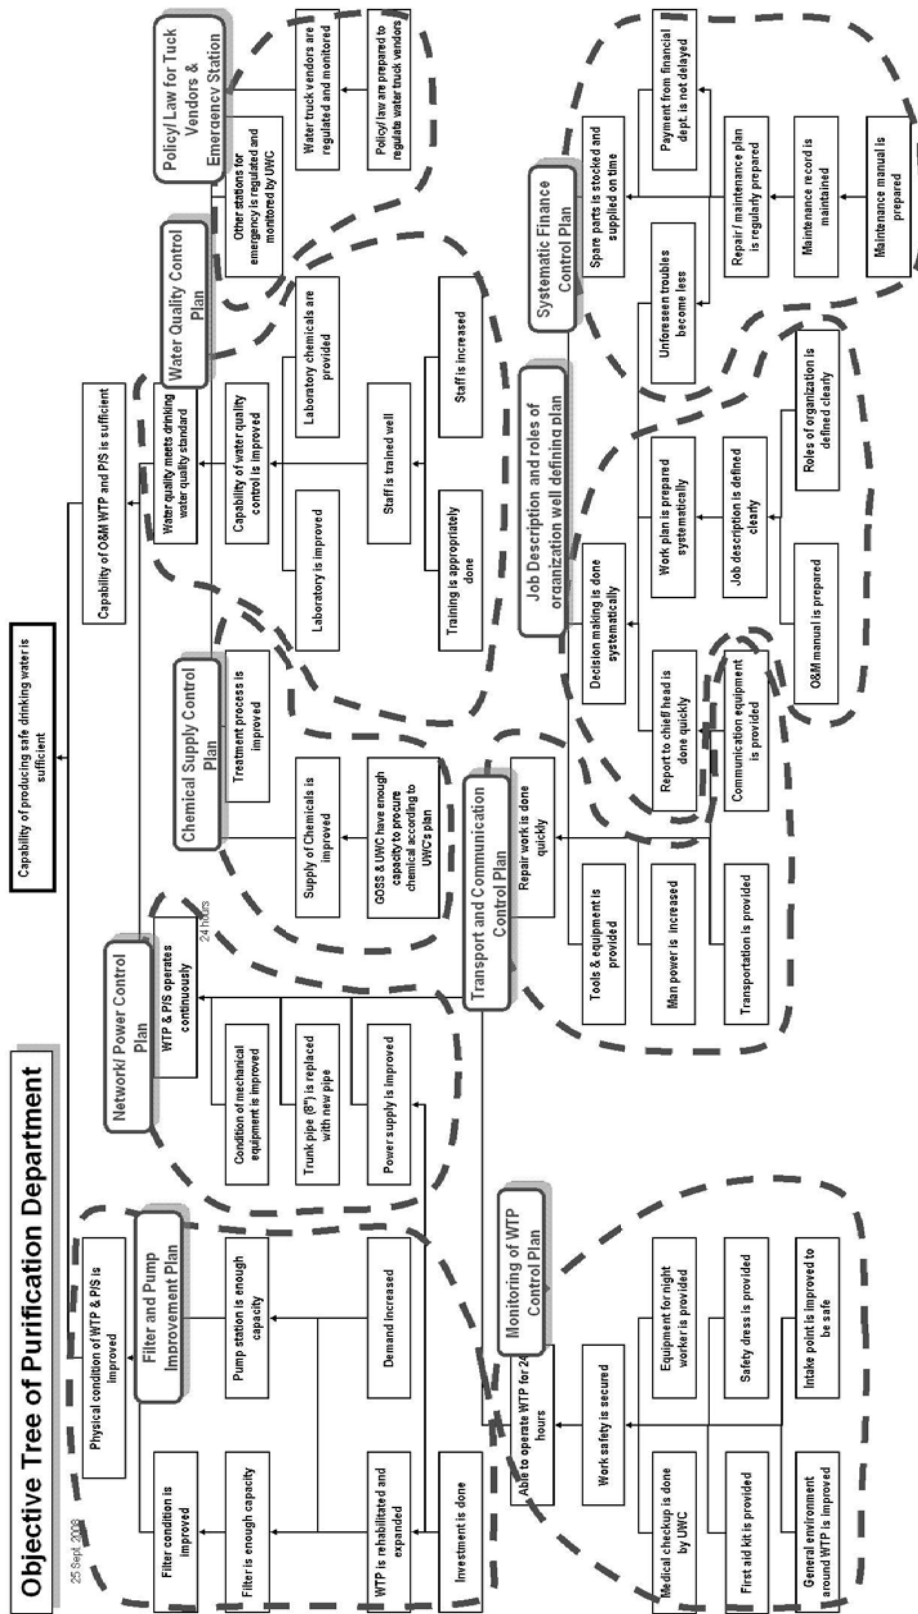 Objective Tree of Purification Department
25 Sept. 2008
Capability of producing safe drinking water is
sufficient
Physical condition of WTP & P/S is
improved
Capability of O&M WTP and P/S is sufficient
Filter and Pump
Improvement Plan
Network/ Power Control
Plan
Chemical Supply Control
Plan
Water Quality Control
Plan
Policy/ Law for Tuck
Vendors &
Emergency Station
Filter condition is
improved
Pump station is enough
capacity
Filter is enough capacity
WTP is rehabilitated and
expanded
Demand increased
Investment is done
WTP & P/S operates
continuously
24 hours
Condition of mechanical
equipment is improved
Trunk pipe (8") is replaced
with new pipe
Power supply is improved
Treatment process is
improved
Supply of Chemicals is
improved
GOSS & UWC have enough
capacity to procure
chemical according to
UWC's plan
Water quality meets drinking
water quality standard
Capability of water quality
control is improved
Laboratory is improved
Laboratory chemicals are
provided
Staff is trained well
Training is appropriately
done
Staff is increased
Other stations for
emergency is regulated and
monitored by UWC
Water truck vendors are
regulated and monitored
Policy/ law are prepared to
regulate water truck vendors
Monitoring of WTP
Control Plan
Able to operate WTP for 24
hours
Work safety is secured
Medical checkup is done
by UWC
Equipment for night
worker is provided
First aid kit is provided
Safety dress is provided
General environment
around WTP is improved
Intake point is improved to
be safe
Transport and Communication
Control Plan
Repair work is done
quickly
Tools & equipment is
provided
Man power is increased
Transportation is provided
Communication equipment
is provided
Job Description and roles of
organization well defining plan
Decision making is done
systematically
Report to chief/ head is
done quickly
Work plan is prepared
systematically
Job description is defined
clearly
O&M manual is prepared
Roles of organization is
defined clearly
Systematic Finance
Control Plan
Unforeseen troubles
become less
Spare parts is stocked and
supplied on time
Payment from financial
dept. is not delayed
Repair / maintenance plan
is regularly prepared
Maintenance record is
maintained
Maintenance manual is
prepared